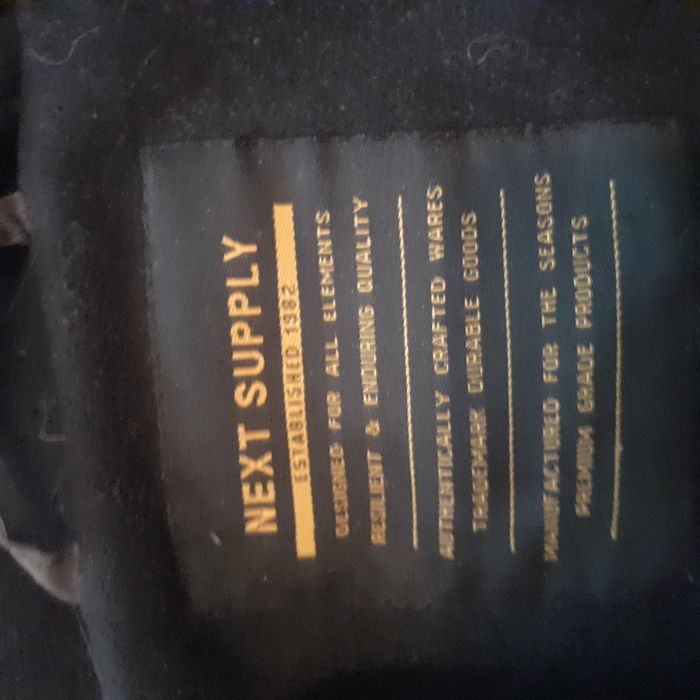 NEXT SUPPLY
ESTABLISHED 1982
DESIGNED FOR ALL ELEMENTS
RESILIENT & ENDURING QUALITY
AUTHENTICALLY CRAFTED WARES
TRADEMARK DURABLE GOODS
MANUFACTURED FOR THE SEASONS
PREMIUM GRADE PRODUCTS